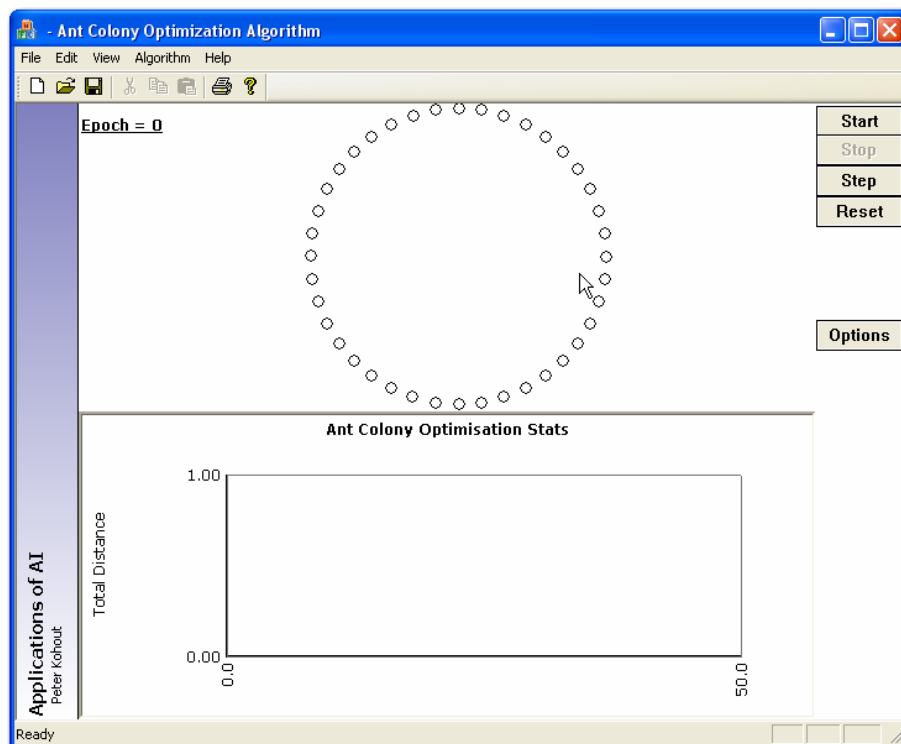 - Ant Colony Optimization Algorithm
File Edit View Algorithm Help
Epoch = 0
Start
Stop
Step
Reset
Options
Ant Colony Optimisation Stats
1.00
Total Distance
0.00
0.0
50.0
Applications of AI
Peter Kohout
Ready